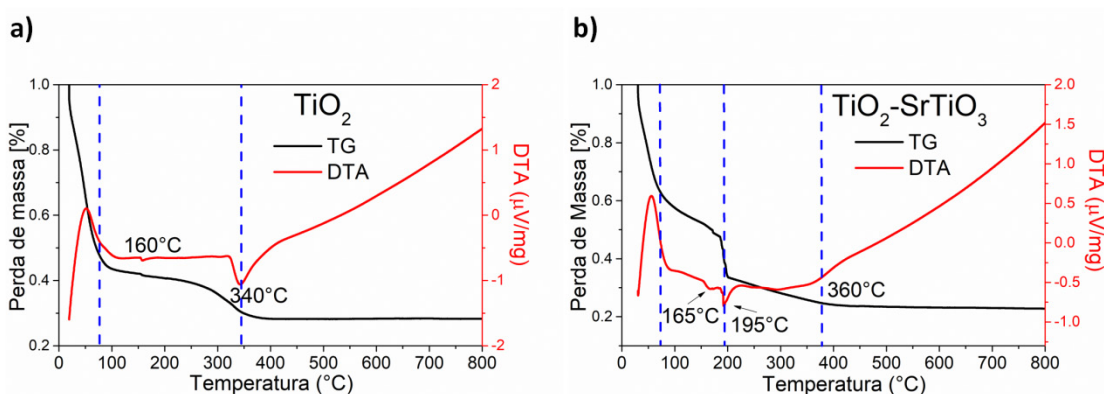 a)
TiO2
TG
DTA
160°C
340°C
Perda de massa [%]
1.0
0.8
0.6
0.4
0.2
0 100 200 300 400 500 600 700 800
Temperatura (°C)
2
1
0
-1
-2
DTA (μV/mg)
b)
TiO2-SrTiO3
TG
DTA
165°C
195°C
360°C
Perda de Massa [%]
1.0
0.8
0.6
0.4
0.2
0 100 200 300 400 500 600 700 800
Temperatura (°C)
2.0
1.5
1.0
0.5
0.0
-0.5
-1.0
DTA (μV/mg)